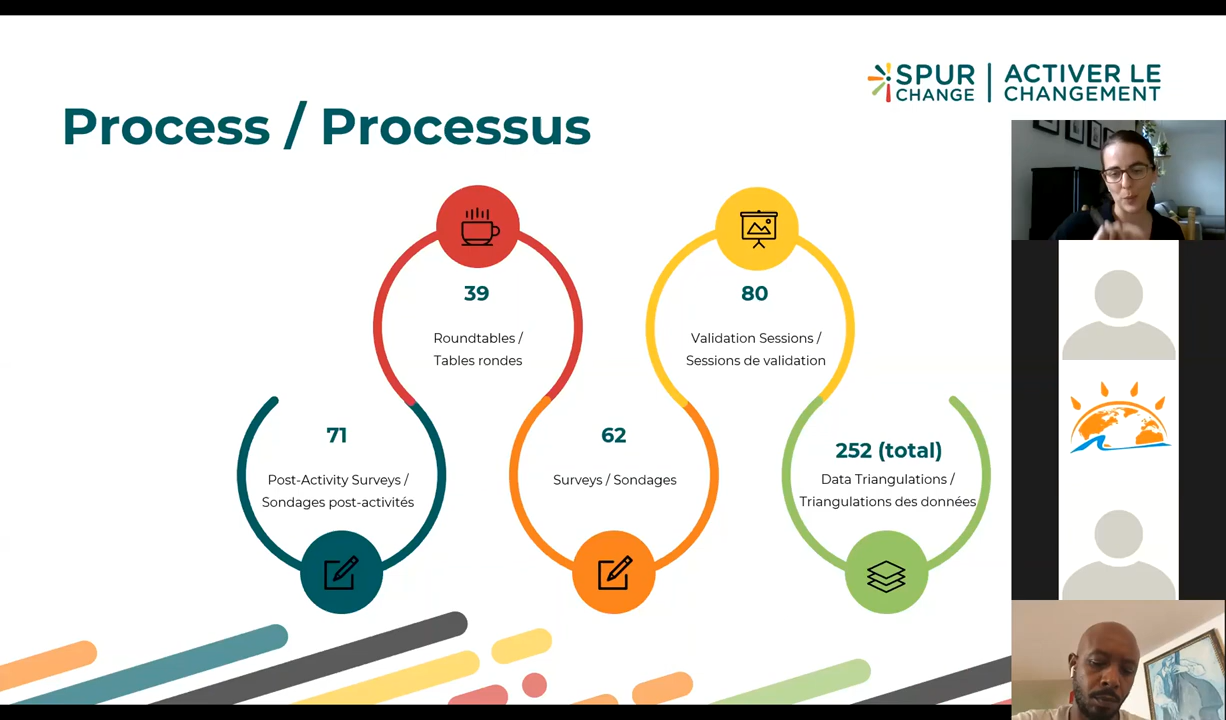 SPUR CHANGE | ACTIVER LE CHANGEMENT
Process / Processus
39
Roundtables /
Tables rondes
80
Validation Sessions /
Sessions de validation
71
Post-Activity Surveys /
Sondages post-activités
62
Surveys / Sondages
252 (total)
Data Triangulations /
Triangulations des données